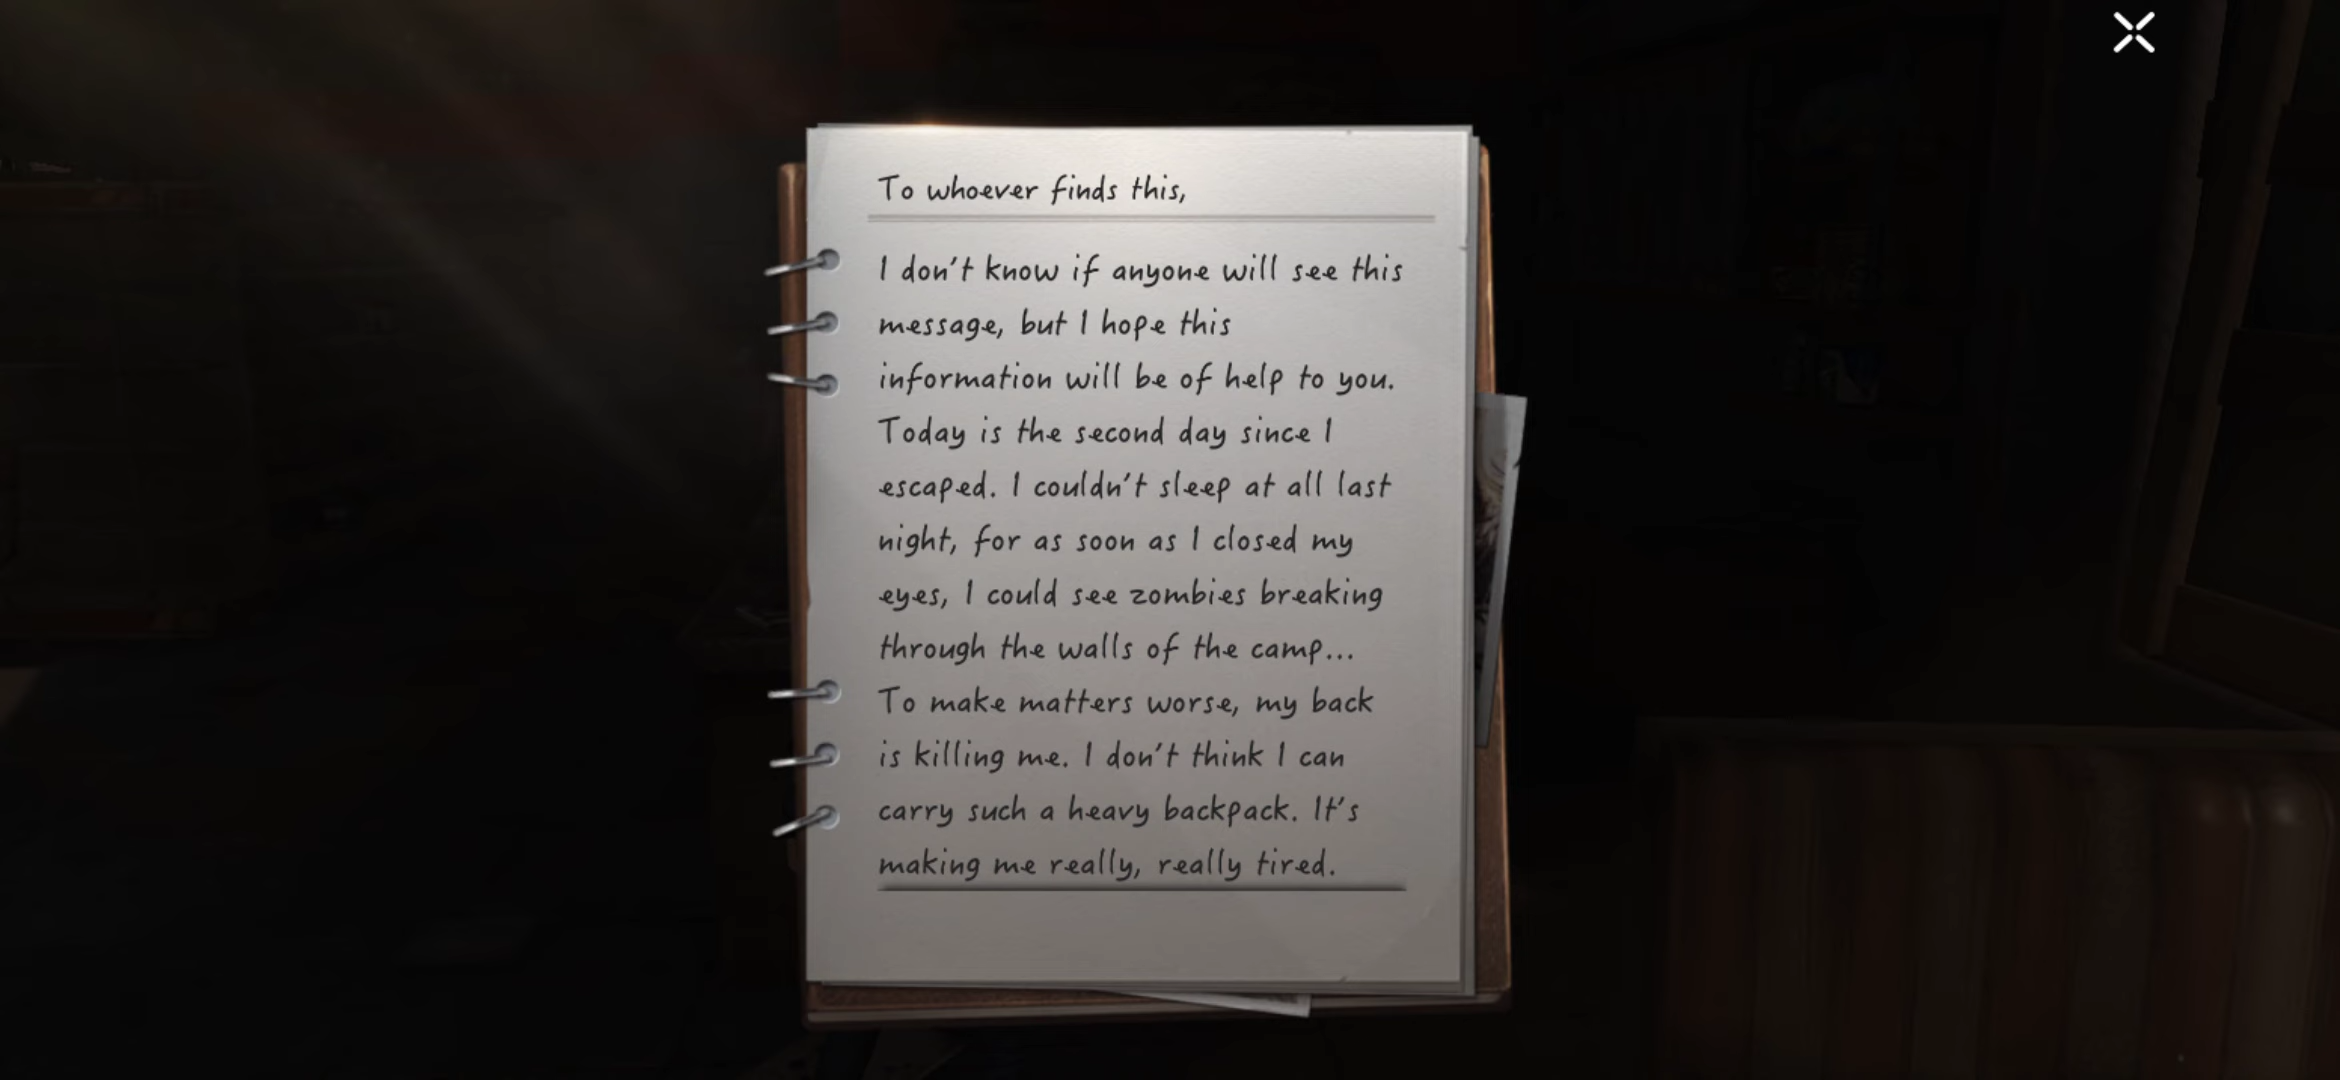 To whoever finds this,
I don't know if anyone will see this
message, but I hope this
information will be of help to you.
Today is the second day since I
escaped. I couldn't sleep at all last
night, for as soon as I closed my
eyes, I could see zombies breaking
through the walls of the camp...
To make matters worse, my back
is killing me. I don't think I can
carry such a heavy backpack. It's
making me really, really tired.